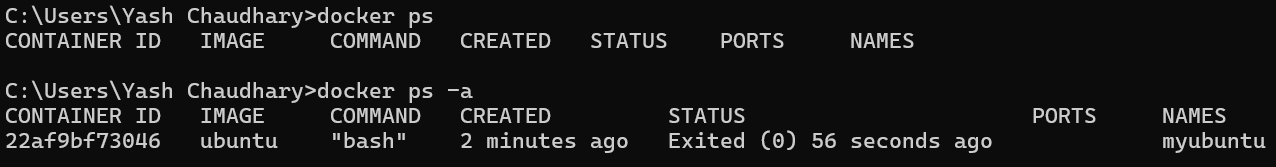 C:\Users\Yash Chaudhary>docker ps
CONTAINER ID   IMAGE     COMMAND   CREATED   STATUS    PORTS     NAMES
C:\Users\Yash Chaudhary>docker ps -a
CONTAINER ID   IMAGE     COMMAND   CREATED         STATUS                      PORTS     NAMES
22af9bf73046   ubuntu    "bash"    2 minutes ago   Exited (0) 56 seconds ago             myubuntu